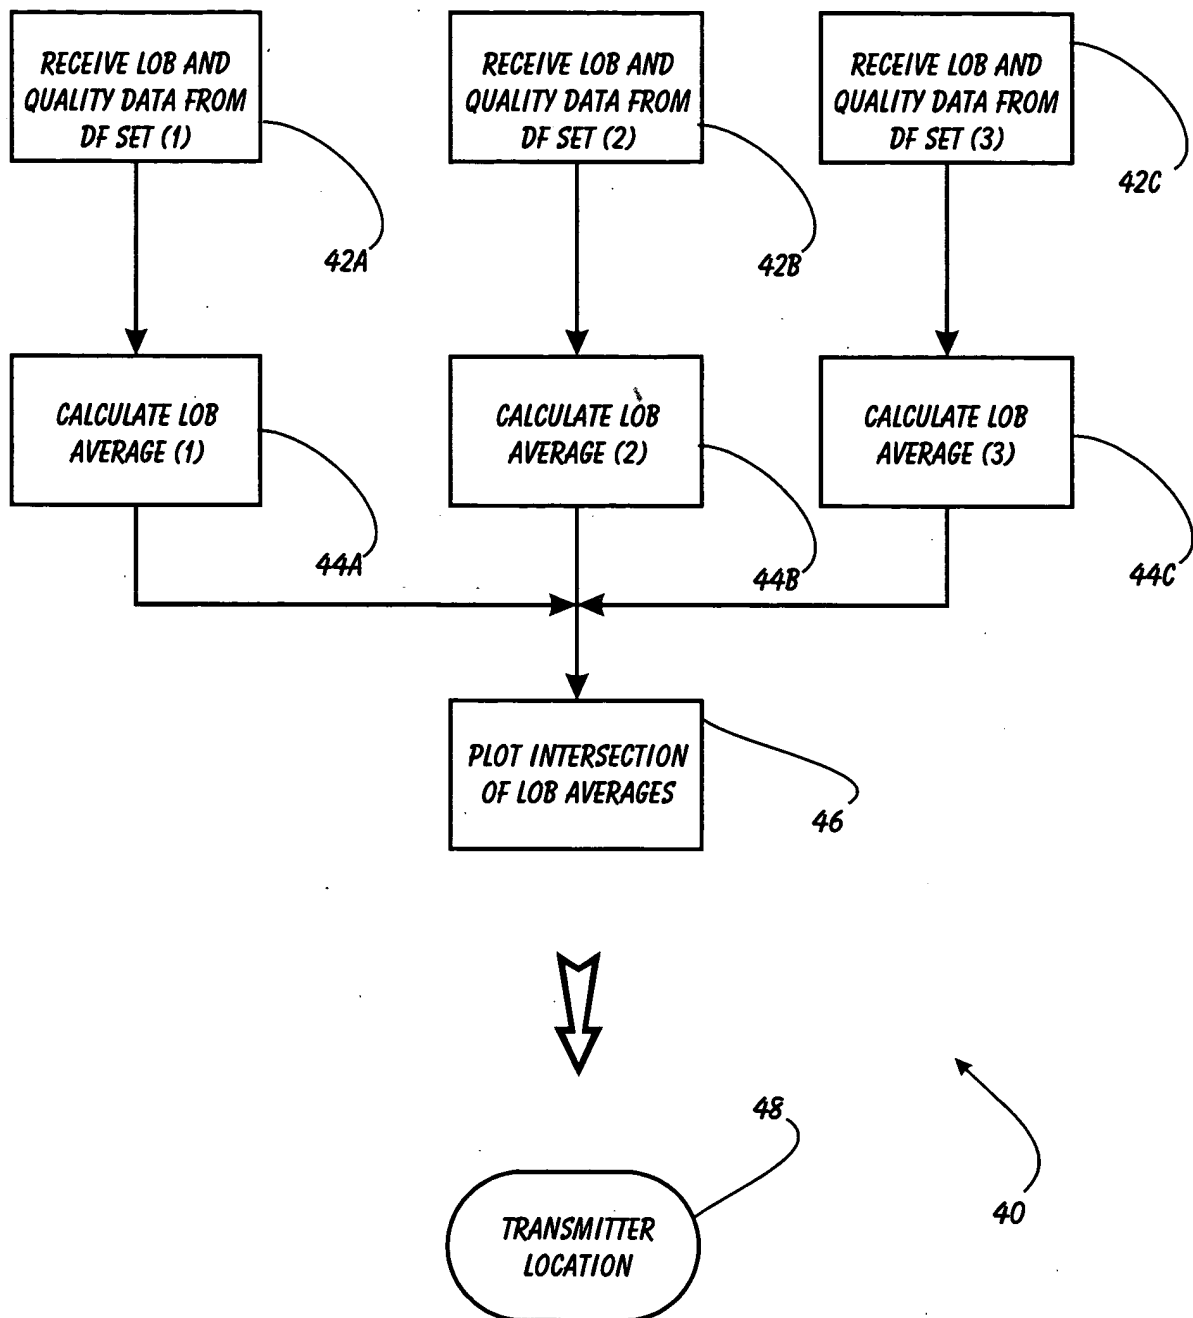 RECEIVE LOB AND
QUALITY DATA FROM
DF SET (1)
RECEIVE LOB AND
QUALITY DATA FROM
DF SET (2)
RECEIVE LOB AND
QUALITY DATA FROM
DF SET (3)
42A
42B
42C
CALCULATE LOB
AVERAGE (1)
CALCULATE LOB
AVERAGE (2)
CALCULATE LOB
AVERAGE (3)
44A
44B
44C
PLOT INTERSECTION
OF LOB AVERAGES
46
48
40
TRANSMITTER
LOCATION